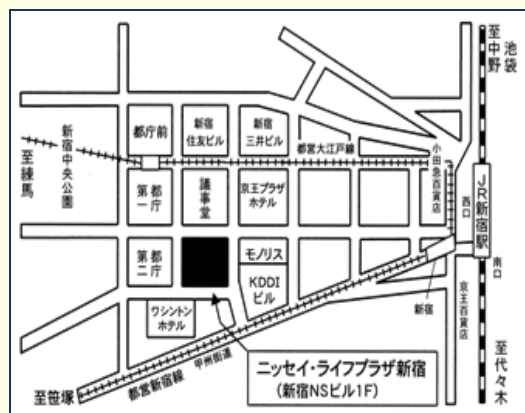 池袋
至中野
新宿中央公園
至練馬
都庁前
新宿
住友ビル
新宿
三井ビル
都営大江戸線
小田急百貨店
JR新宿駅
西口
南口
第一都庁
議事堂
京王プラザ
ホテル
第二都庁
モノリス
KDDI
ビル
ワシントン
ホテル
新宿
京王百貨店
甲州街道
都営新宿線
至笹塚
至代々木
ニッセイ・ライフプラザ新宿
(新宿NSビル1F)